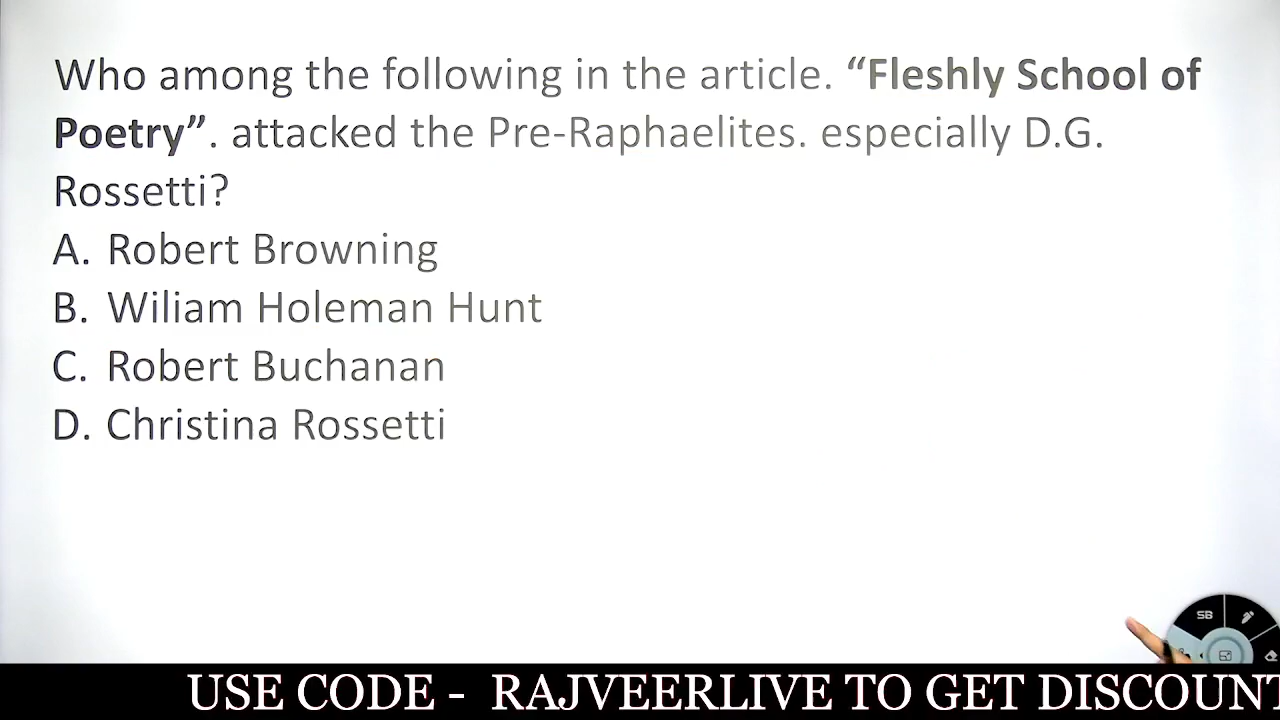 Who among the following in the article. “Fleshly School of
Poetry”. attacked the Pre-Raphaelites. especially D.G.
Rossetti?
A. Robert Browning
B. Wiliam Holeman Hunt
C. Robert Buchanan
D. Christina Rossetti
SB
USE CODE - RAJVEERLIVE TO GET DISCOUNT